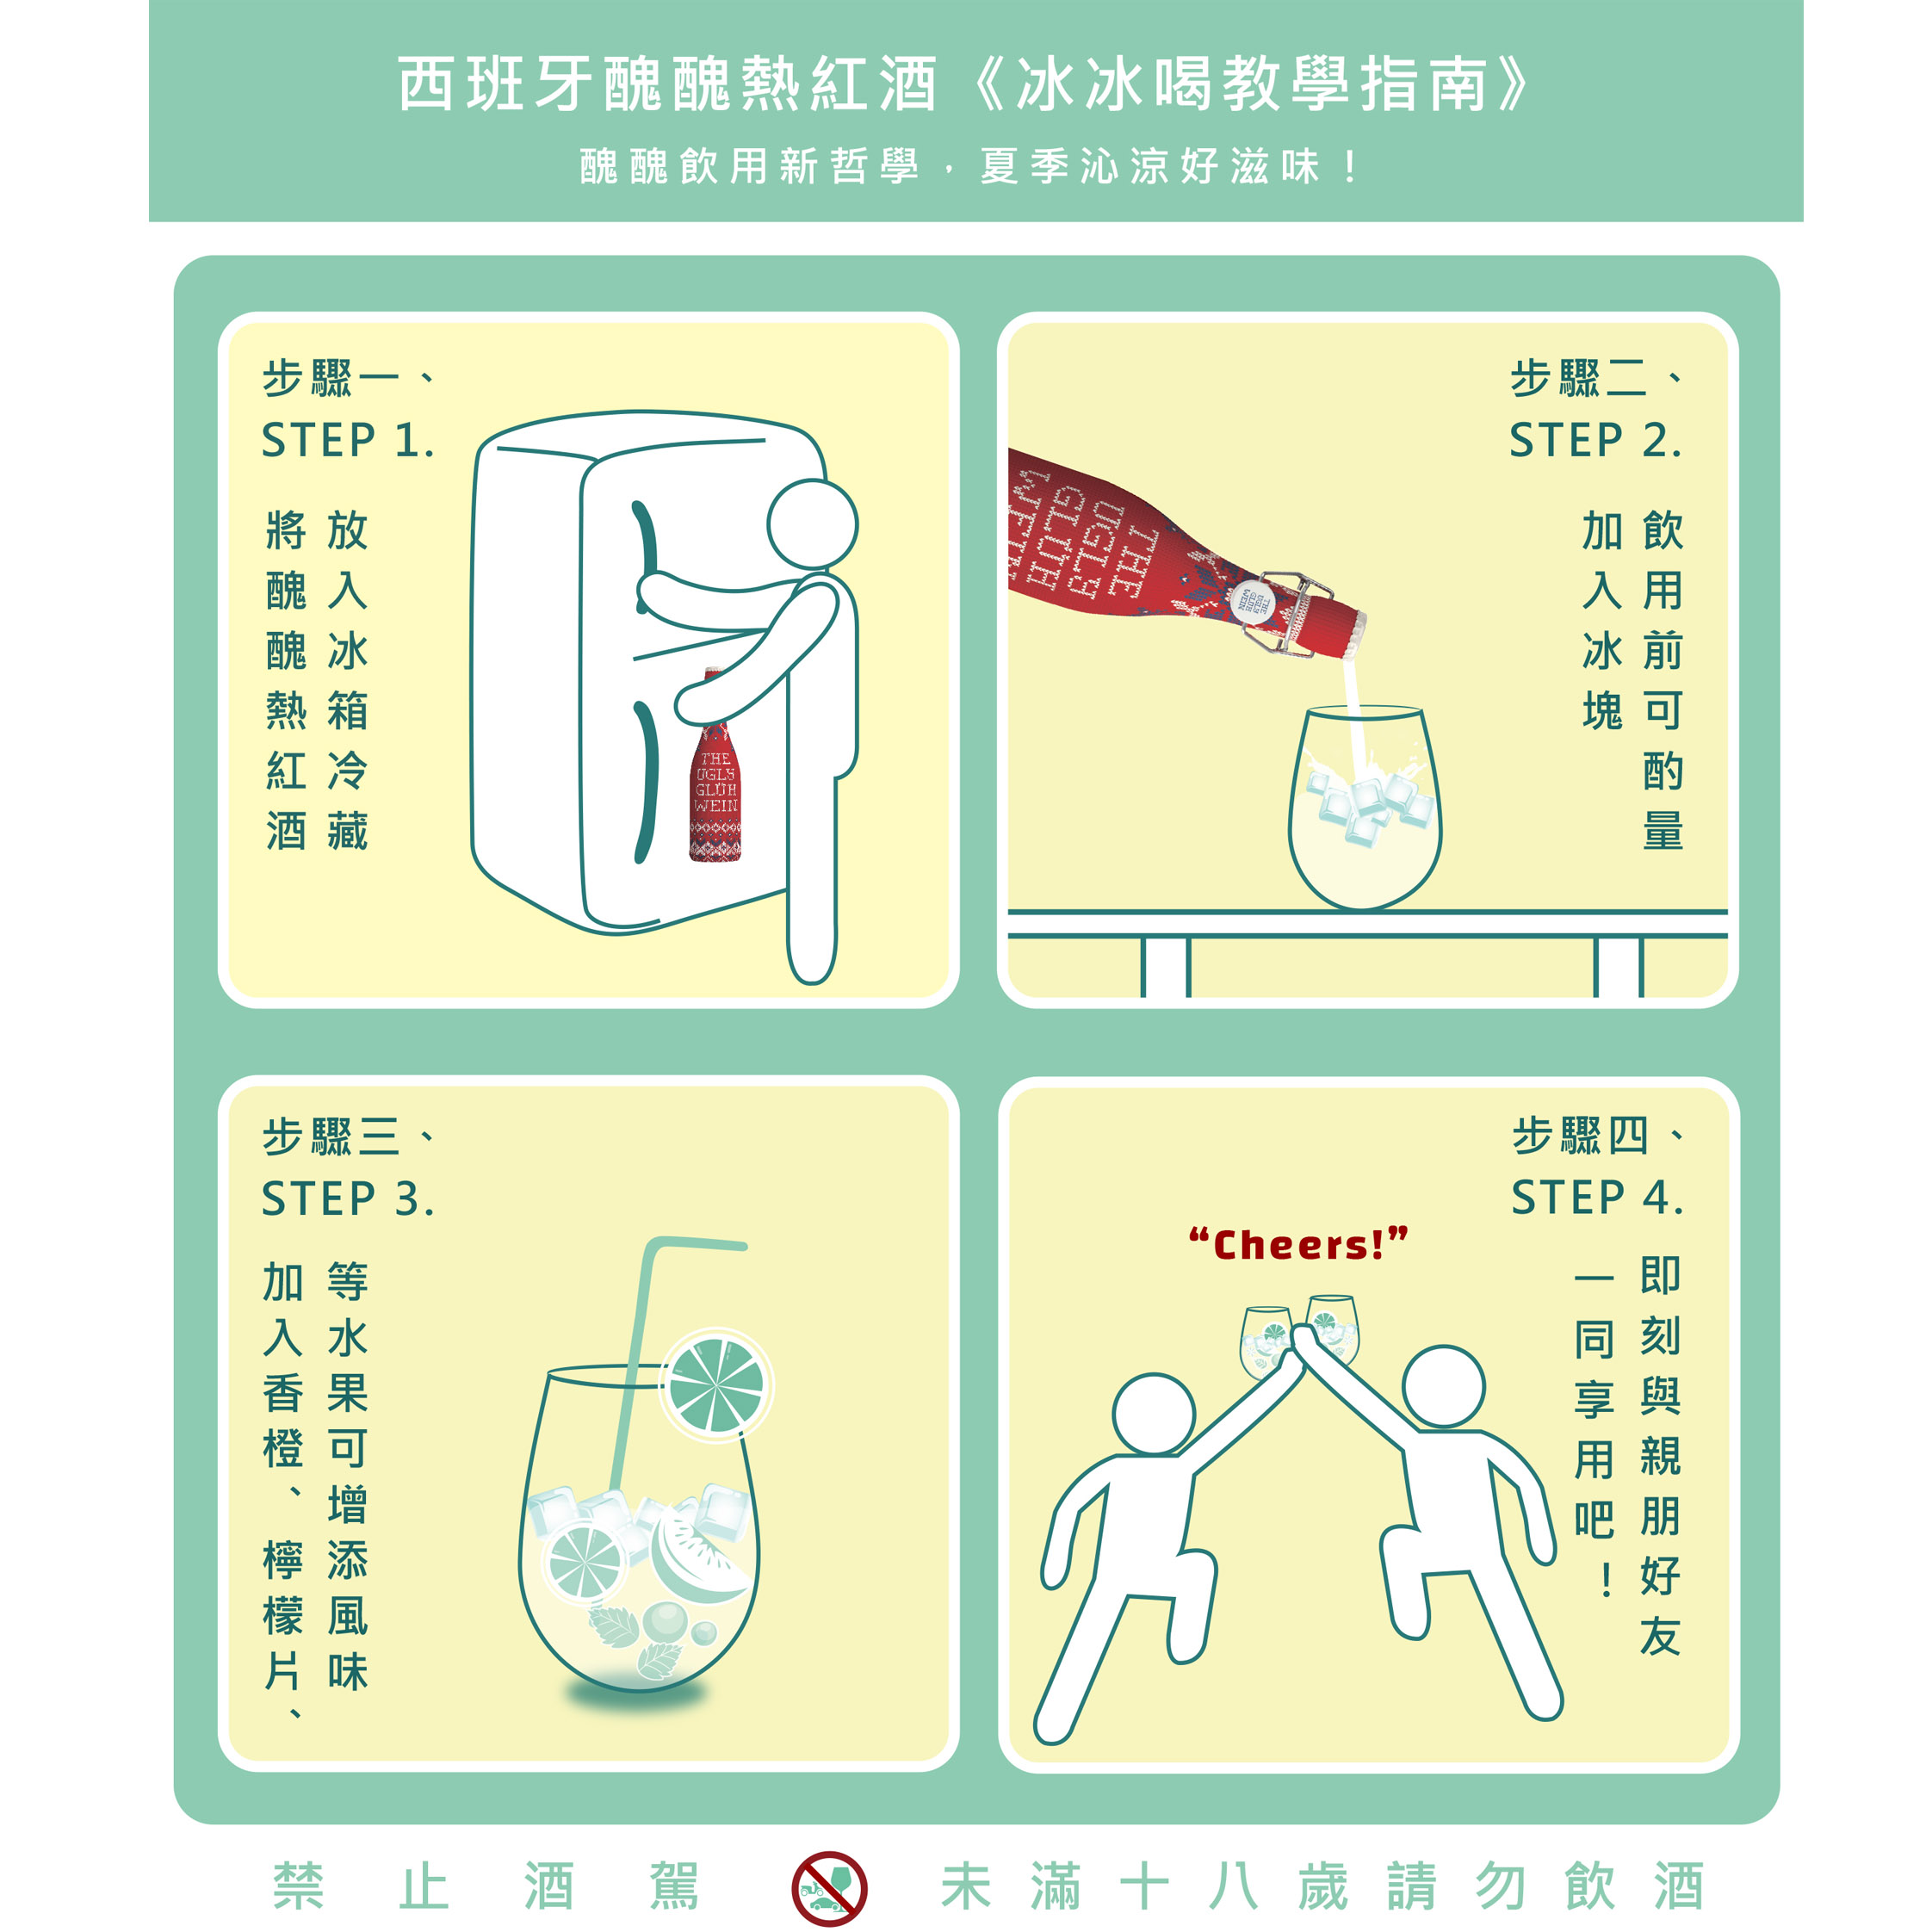 西班牙醜醜熱紅酒《冰冰喝教學指南》
醜醜飲用新哲學，夏季沁涼好滋味！
步驟一、
STEP 1.
將醜醜熱紅酒
放入冰箱冷藏
THE
UGLY
GLÜH
WEIN
步驟二、
STEP 2.
飲用前可酌量
加入冰塊
THE
UGLY
GLÜH
WEIN
THE
UGLY
GLÜH
WEIN
步驟三、
STEP 3.
加入香橙、檸檬片、
等水果可增添風味
步驟四、
STEP 4.
即刻與親朋好友
一同享用吧！
“Cheers!”
禁止酒駕
未滿十八歲請勿飲酒